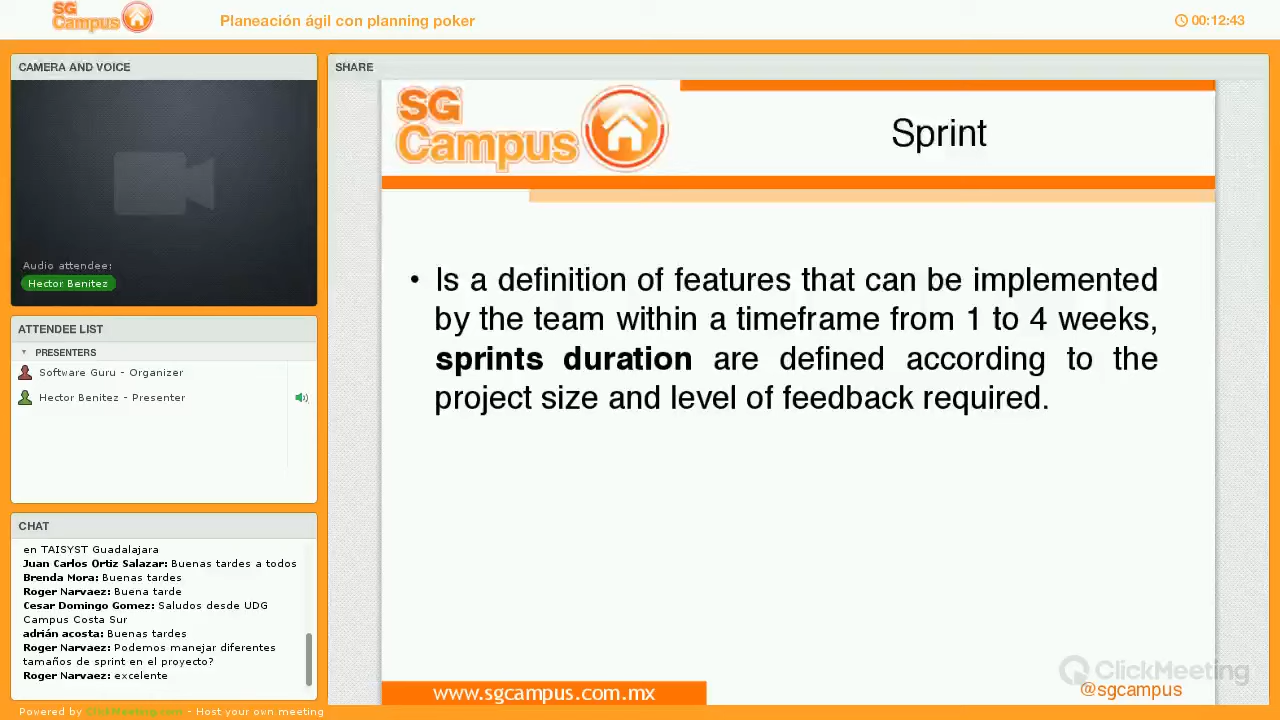 SG Campus
Planeación ágil con planning poker
00:12:43
CAMERA AND VOICE
Audio attendee:
Hector Benitez
ATTENDEE LIST
PRESENTERS
Software Guru - Organizer
Hector Benitez - Presenter
CHAT
en TAISYST Guadalajara
Juan Carlos Ortiz Salazar: Buenas tardes a todos
Brenda Mora: Buenas tardes
Roger Narvaez: Buena tarde
Cesar Domingo Gomez: Saludos desde UDG
Campus Costa Sur
adrián acosta: Buenas tardes
Roger Narvaez: Podemos manejar diferentes
tamaños de sprint en el proyecto?
Roger Narvaez: excelente
Powered by ClickMeeting.com - Host your own meeting
SHARE
SG
Campus
Sprint
• Is a definition of features that can be implemented
by the team within a timeframe from 1 to 4 weeks,
sprints duration are defined according to the
project size and level of feedback required.
www.sgcampus.com.mx
ClickMeeting
@sgcampus